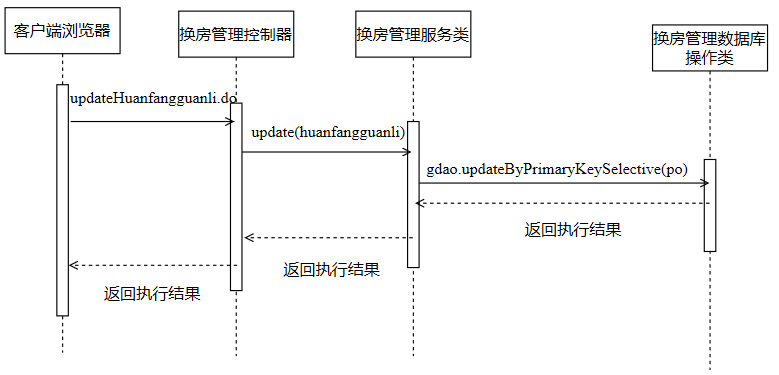 客户端浏览器
换房管理控制器
换房管理服务类
换房管理数据库
操作类
updateHuanfangguanli.do
update(huanfangguanli)
gdao.updateByPrimaryKeySelective(po)
返回执行结果
返回执行结果
返回执行结果